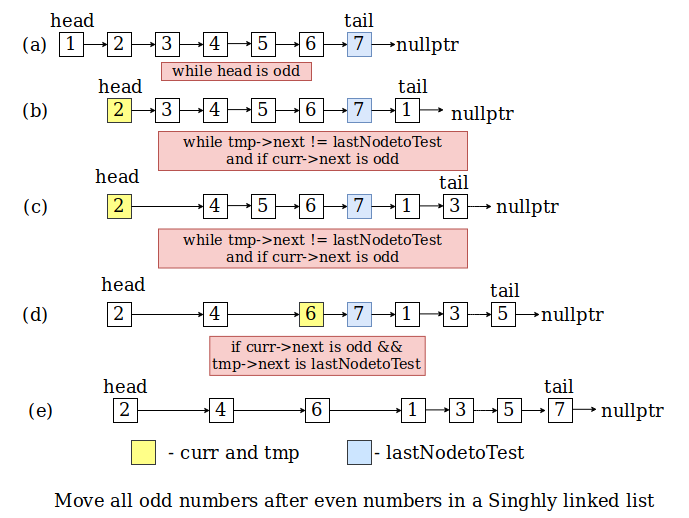 head tail
(a) 1 2 3 4 5 6 7 nullptr
while head is odd
head tail
(b) 2 3 4 5 6 7 1 nullptr
while tmp->next != lastNodetoTest
and if curr->next is odd
head tail
(c) 2 4 5 6 7 1 3 nullptr
while tmp->next != lastNodetoTest
and if curr->next is odd
head tail
(d) 2 4 6 7 1 3 5 nullptr
if curr->next is odd &&
tmp->next is lastNodetoTest
head tail
(e) 2 4 6 1 3 5 7 nullptr
- curr and tmp - lastNodetoTest
Move all odd numbers after even numbers in a Singhly linked list